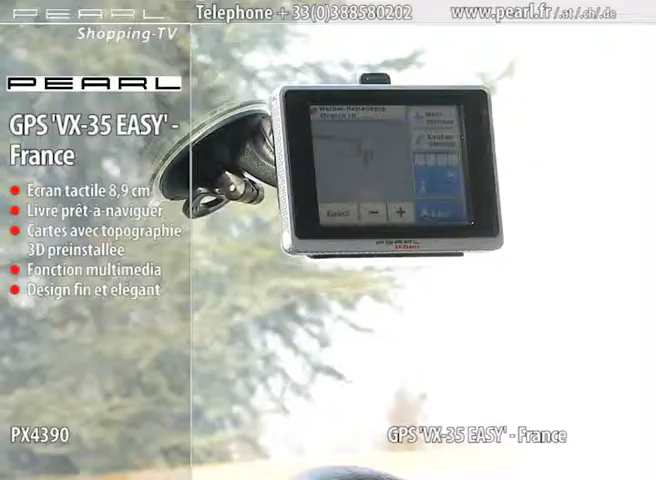 PEARL
Shopping-TV
Telephone + 33(0)388580202
www.pearl.fr/.at/.ch/.de
PEARL
GPS 'VX-35 EASY' -
France
Ecran tactile 8,9 cm
Livre prêt-à-naviguer
Cartes avec topographie
3D préinstallée
Fonction multimedia
Design fin et élégant
PEARL
PX4390
GPS 'VX-35 EASY' - France